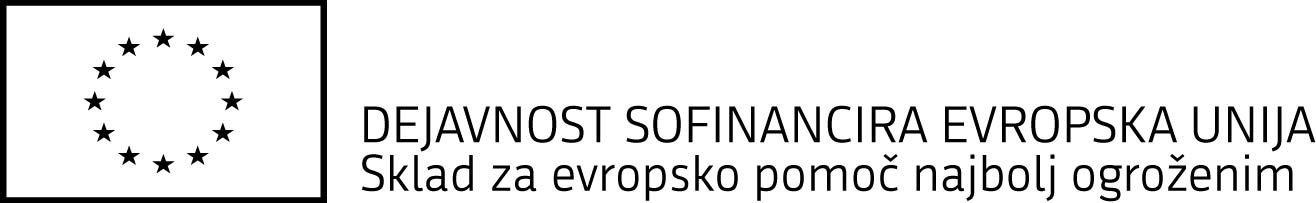 DEJAVNOST SOFINANCIRA EVROPSKA UNIJA
Sklad za evropsko pomoč najbolj ogroženim